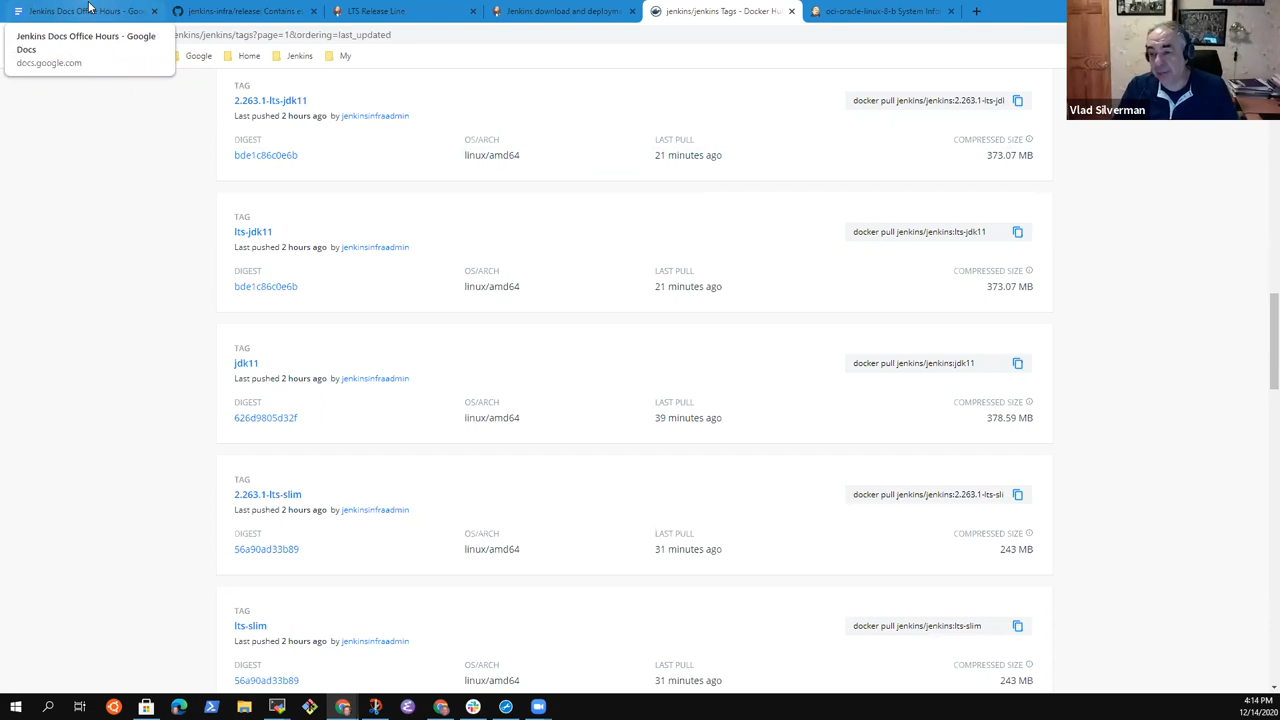 Jenkins Docs Office Hours - Goo
jenkins-infra/release: Contains e
LTS Release Line
Jenkins download and deploym
jenkins/jenkins Tags - Docker Hu
oci-oracle-linux-8-b System Infor
Jenkins Docs Office Hours - Google
Docs
docs.google.com
enkins/jenkins/tags?page=1&ordering=last_updated
Google
Home
Jenkins
My
Vlad Silverman
TAG
2.263.1-lts-jdk11
docker pull jenkins/jenkins:2.263.1-lts-jdl
Last pushed 2 hours ago by jenkinsinfraadmin
DIGEST OS/ARCH LAST PULL COMPRESSED SIZE
bde1c86c0e6b linux/amd64 21 minutes ago 373.07 MB
TAG
lts-jdk11
docker pull jenkins/jenkins:lts-jdk11
Last pushed 2 hours ago by jenkinsinfraadmin
DIGEST OS/ARCH LAST PULL COMPRESSED SIZE
bde1c86c0e6b linux/amd64 21 minutes ago 373.07 MB
TAG
jdk11
docker pull jenkins/jenkins:jdk11
Last pushed 2 hours ago by jenkinsinfraadmin
DIGEST OS/ARCH LAST PULL COMPRESSED SIZE
626d9805d32f linux/amd64 39 minutes ago 378.59 MB
TAG
2.263.1-lts-slim
docker pull jenkins/jenkins:2.263.1-lts-sli
Last pushed 2 hours ago by jenkinsinfraadmin
DIGEST OS/ARCH LAST PULL COMPRESSED SIZE
56a90ad33b89 linux/amd64 31 minutes ago 243 MB
TAG
lts-slim
docker pull jenkins/jenkins:lts-slim
Last pushed 2 hours ago by jenkinsinfraadmin
DIGEST OS/ARCH LAST PULL COMPRESSED SIZE
56a90ad33b89 linux/amd64 31 minutes ago 243 MB
4:14 PM
12/14/2020